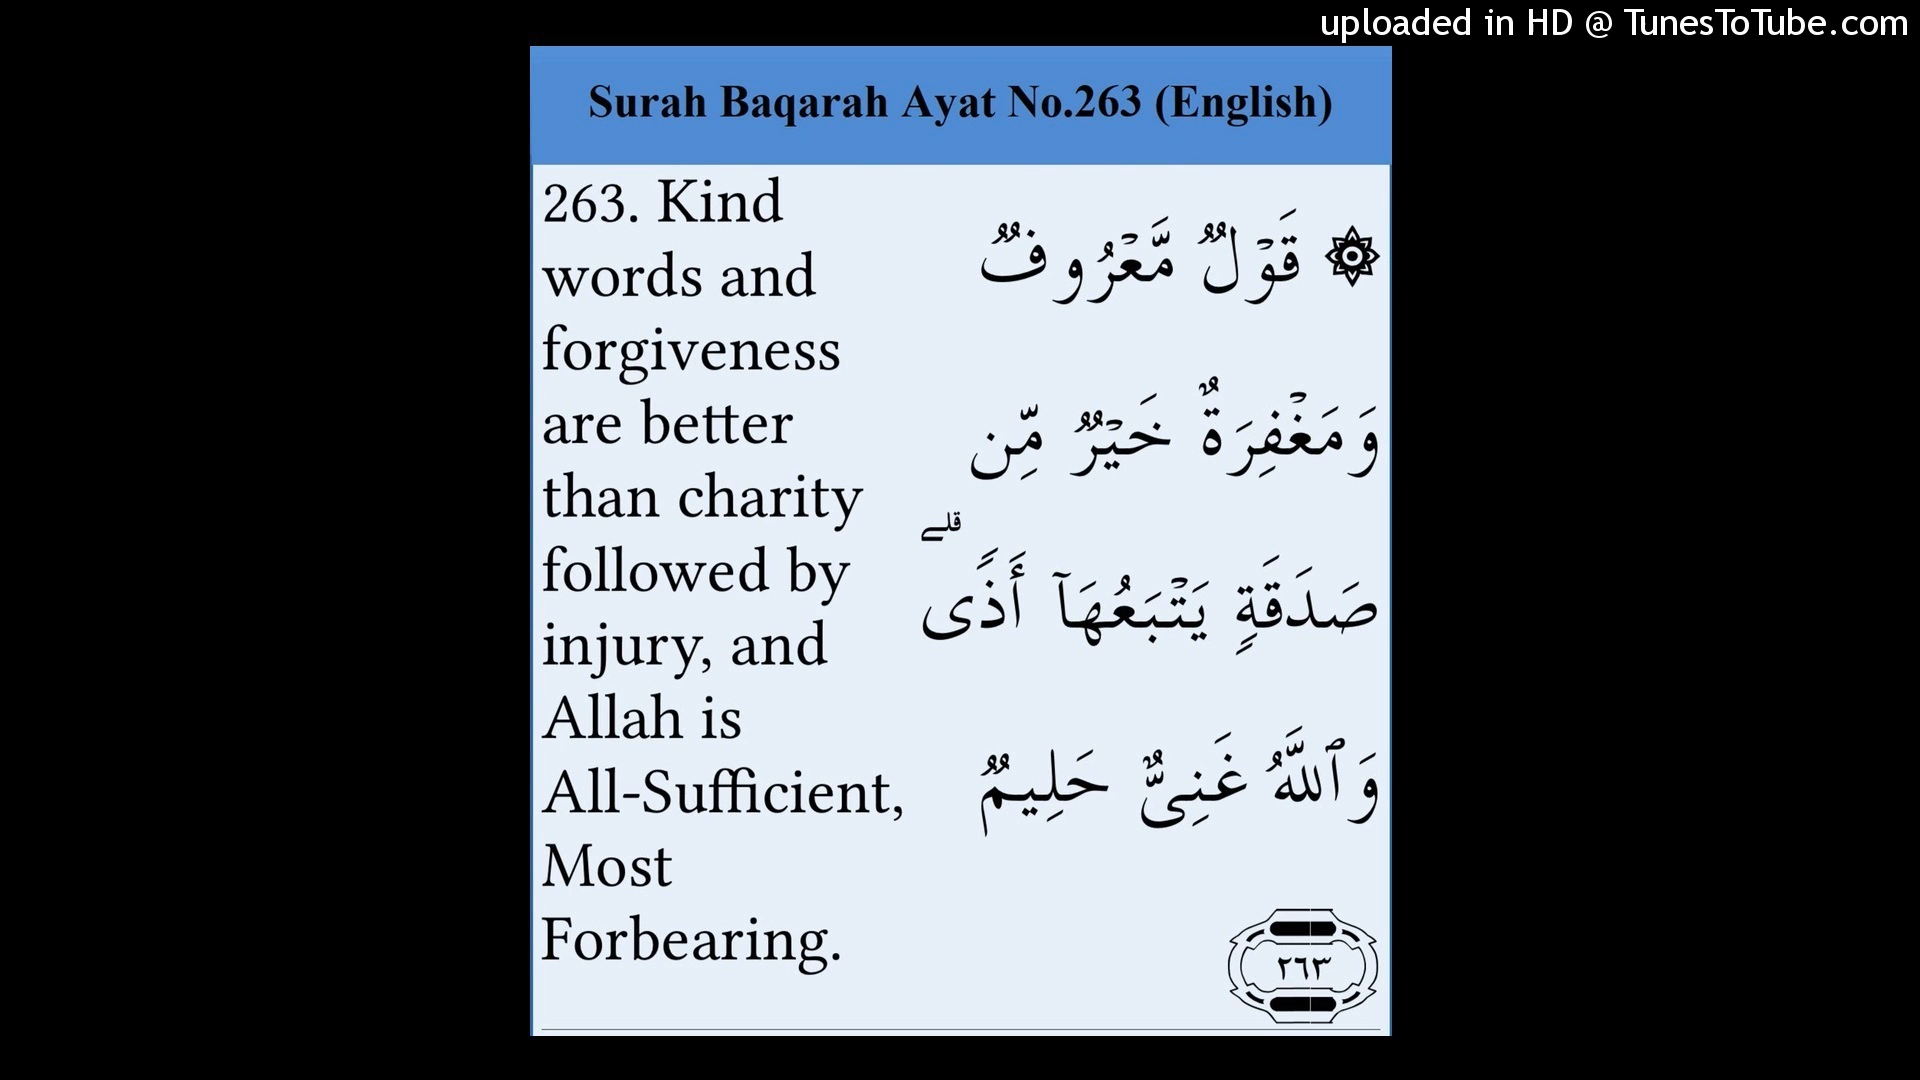 uploaded in HD @ TunesToTube.com
Surah Baqarah Ayat No.263 (English)
263. Kind
words and
forgiveness
are better
than charity
followed by
injury, and
Allah is
All-Sufficient,
Most
Forbearing.
۞ قَوْلٌ مَّعْرُوفٌ
وَمَغْفِرَةٌ خَيْرٌ مِّن
صَدَقَةٍ يَتْبَعُهَآ أَذًى ۗ
وَٱللَّهُ غَنِىٌّ حَلِيمٌ
٢٦٣